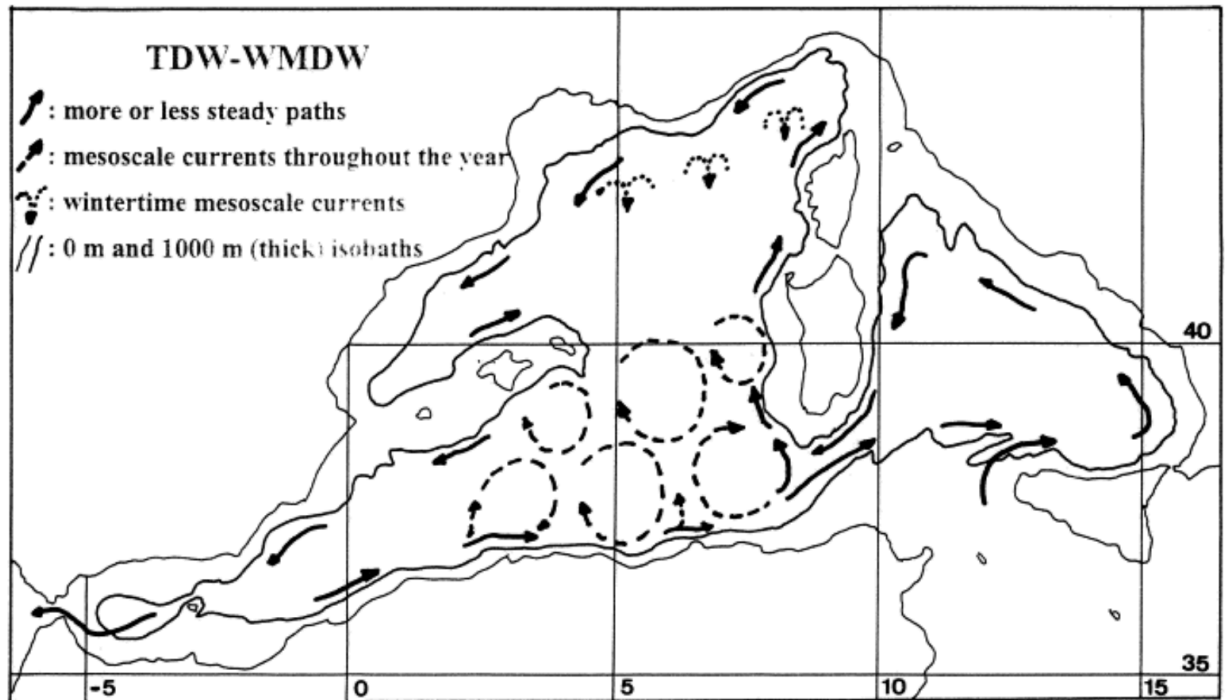 TDW-WMDW
: more or less steady paths
: mesoscale currents throughout the year
: wintertime mesoscale currents
: 0 m and 1000 m (thick) isobaths
40
35
-5
0
5
10
15